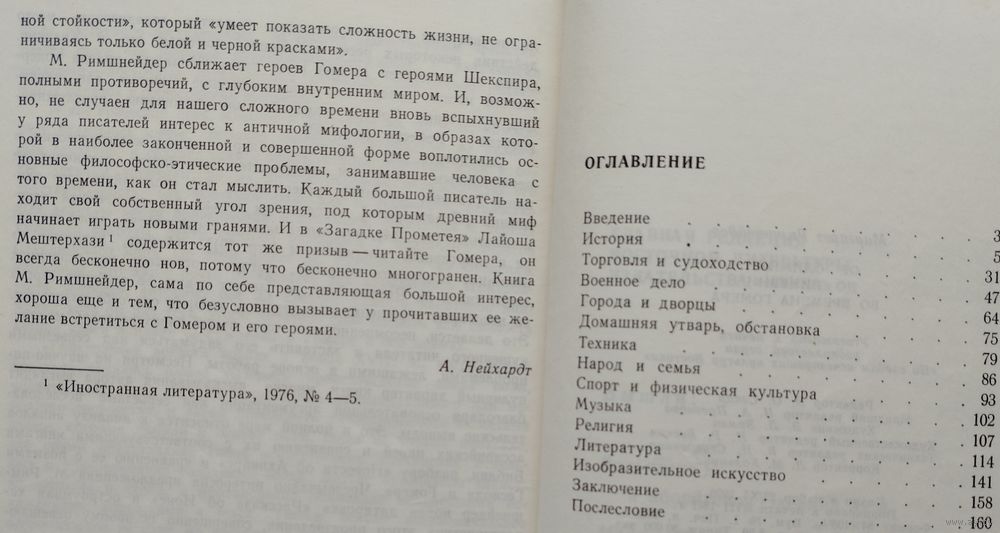 ной стойкости», который «умеет показать сложность жизни, не огра-
ничиваясь только белой и черной красками».
М. Римшнейдер сближает героев Гомера с героями Шекспира,
полными противоречий, с глубоким внутренним миром. И, возмож-
но, не случаен для нашего сложного времени вновь вспыхнувший
у ряда писателей интерес к античной мифологии, в образах кото-
рой в наиболее законченной и совершенной форме воплотились ос-
новные философско-этические проблемы, занимавшие человека с
того времени, как он стал мыслить. Каждый большой писатель на-
ходит свой собственный угол зрения, под которым древний миф
начинает играть новыми гранями. И в «Загадке Прометея» Лайоша
Мештерхази ¹ содержится тот же призыв — читайте Гомера, он
всегда бесконечно нов, потому что бесконечно многогранен. Книга
М. Римшнейдер, сама по себе представляющая большой интерес,
хороша еще и тем, что безусловно вызывает у прочитавших ее же-
лание встретиться с Гомером и его героями.
А. Нейхардт
¹ «Иностранная литература», 1976, № 4—5.
ОГЛАВЛЕНИЕ
Введение . . . 3
История . . . 5
Торговля и судоходство . . . 31
Военное дело . . . 47
Города и дворцы . . . 64
Домашняя утварь, обстановка . . . 75
Техника . . . 79
Народ и семья . . . 86
Спорт и физическая культура . . . 93
Музыка . . . 102
Религия . . . 107
Литература . . . 114
Изобразительное искусство . . . 141
Заключение . . . 158
Послесловие . . . 160